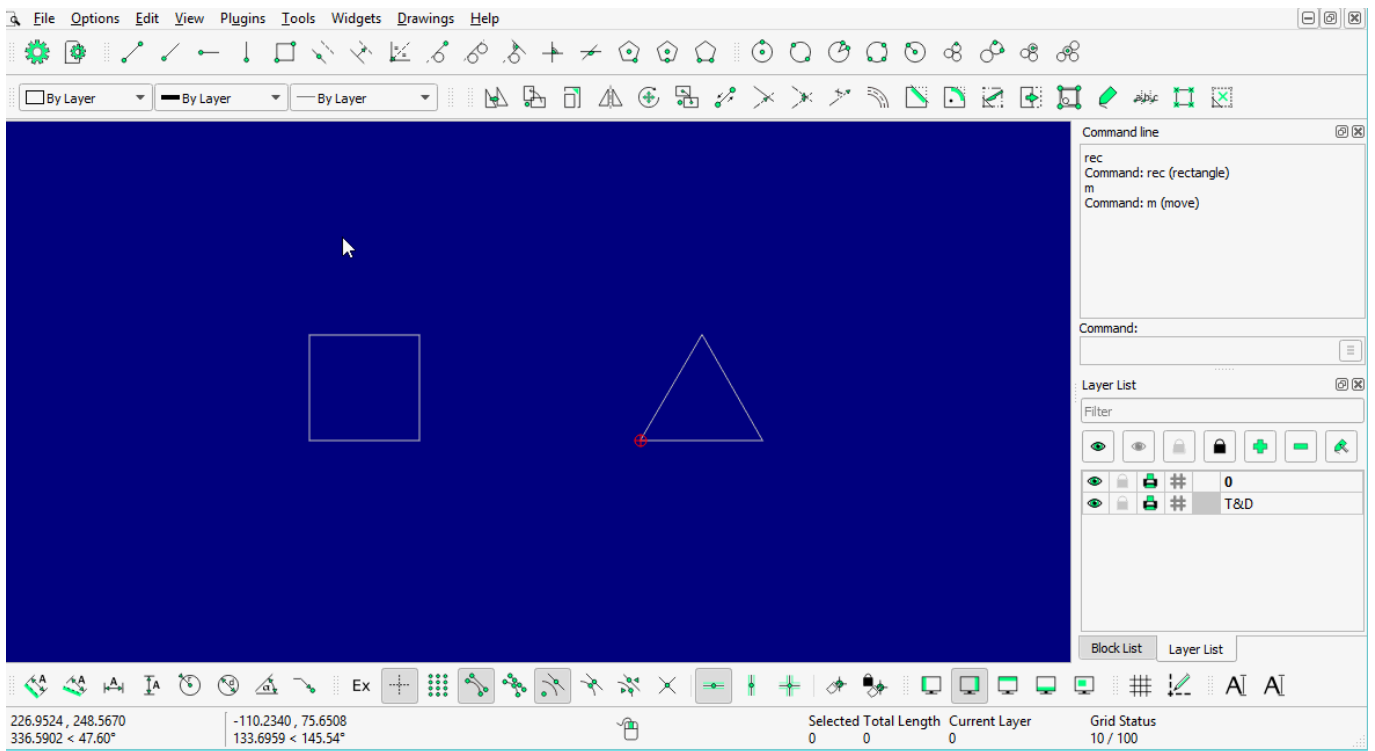 File Options Edit View Plugins Tools Widgets Drawings Help
By Layer By Layer By Layer
Command line
rec
Command: rec (rectangle)
m
Command: m (move)
Command:
Layer List
Filter
0
T&D
Block List Layer List
A A A A α Ex A A
226.9524 , 248.5670 -110.2340 , 75.6508 Selected Total Length Current Layer Grid Status
336.5902 < 47.60° 133.6959 < 145.54° 0 0 0 10 / 100